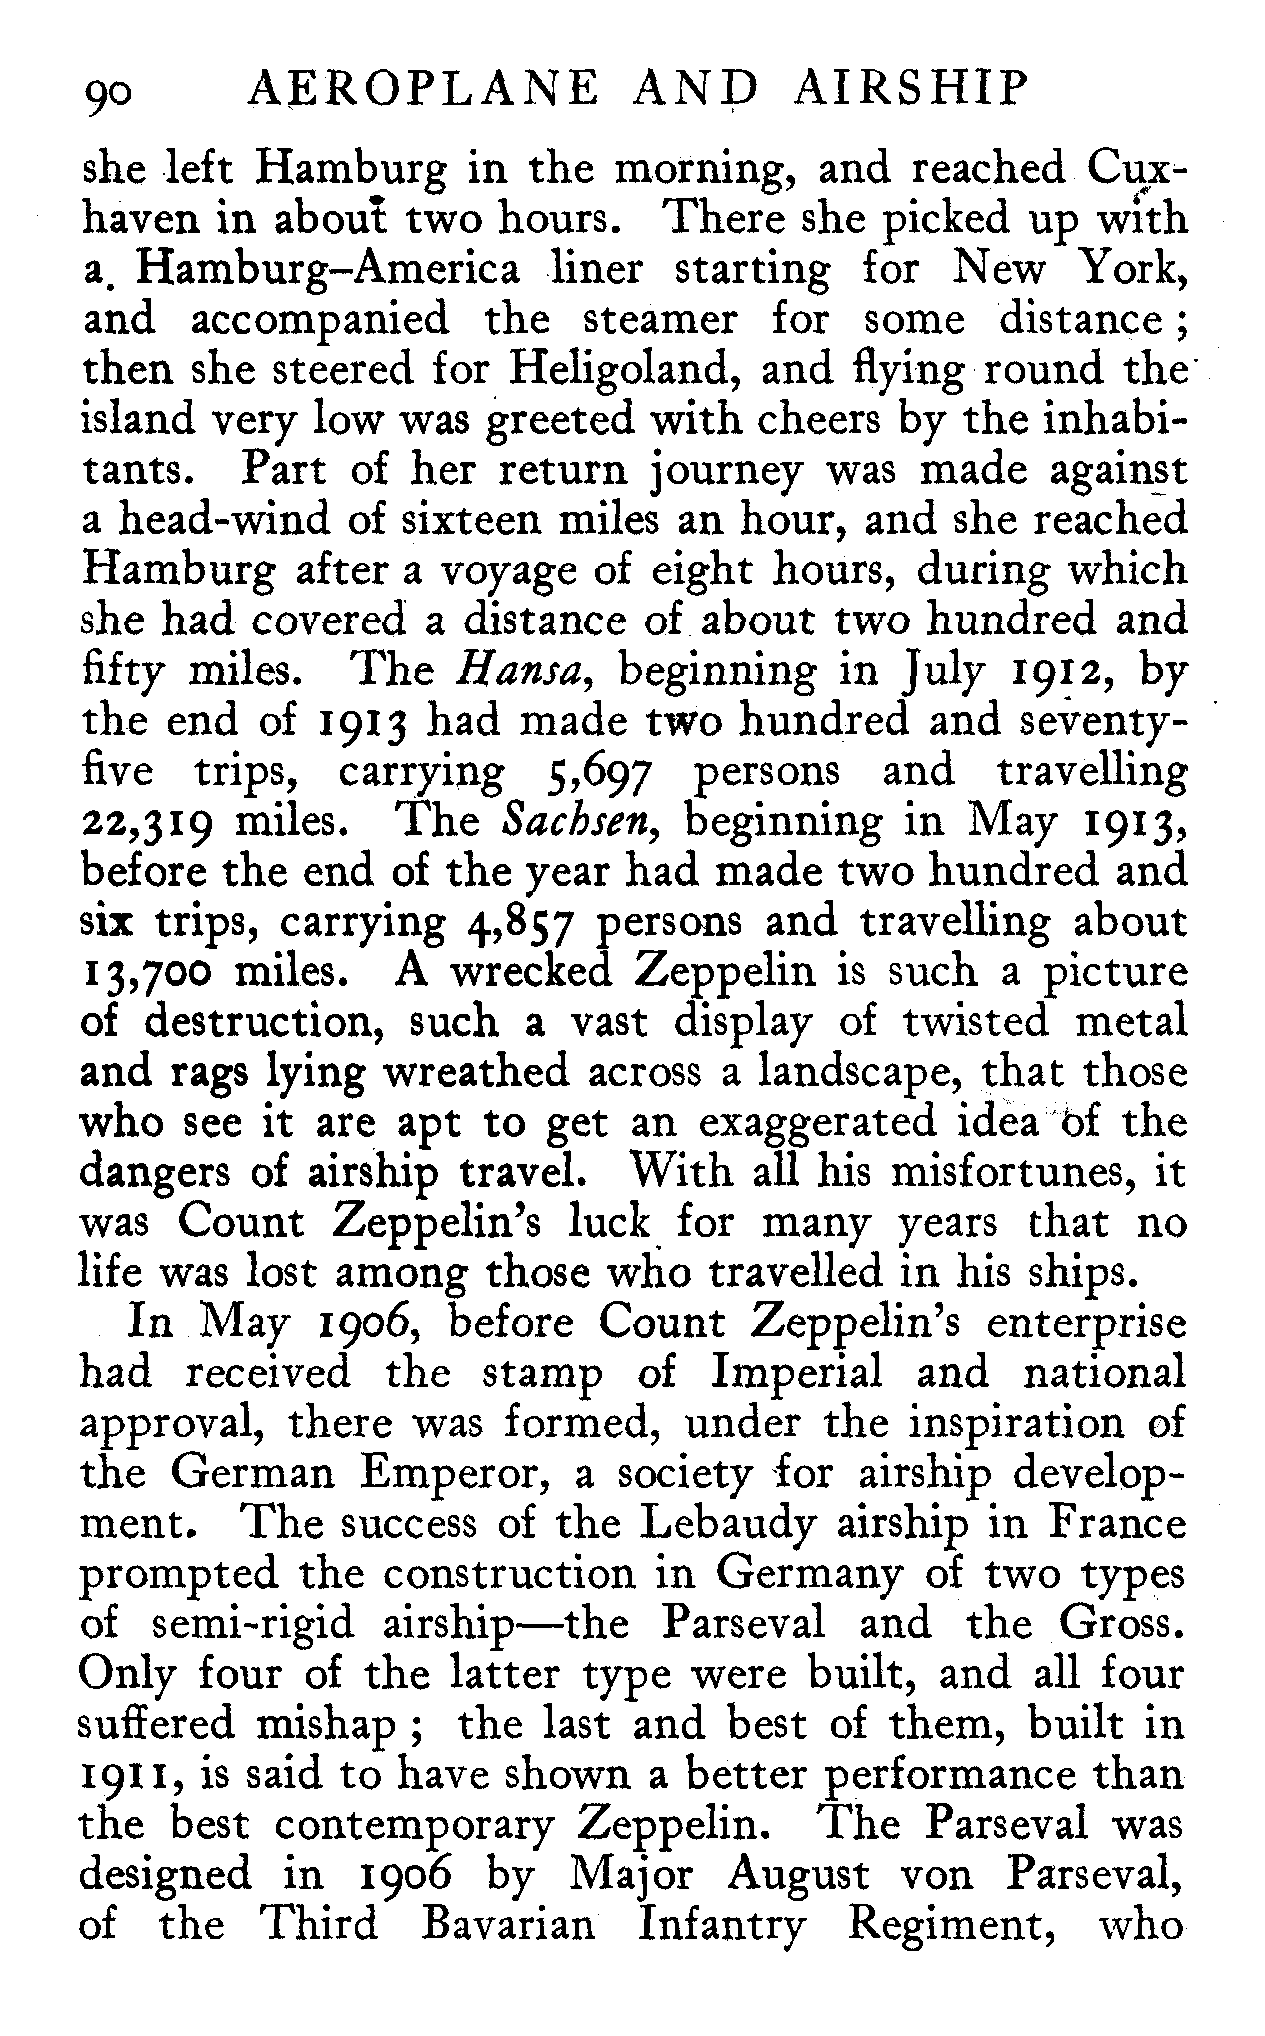 90 AEROPLANE AND AIRSHIP
she left Hamburg in the morning, and reached Cux-
haven in about two hours. There she picked up with
a Hamburg–America liner starting for New York,
and accompanied the steamer for some distance ;
then she steered for Heligoland, and flying round the
island very low was greeted with cheers by the inhabi-
tants. Part of her return journey was made against
a head-wind of sixteen miles an hour, and she reached
Hamburg after a voyage of eight hours, during which
she had covered a distance of about two hundred and
fifty miles. The Hansa, beginning in July 1912, by
the end of 1913 had made two hundred and seventy-
five trips, carrying 5,697 persons and travelling
22,319 miles. The Sachsen, beginning in May 1913,
before the end of the year had made two hundred and
six trips, carrying 4,857 persons and travelling about
13,700 miles. A wrecked Zeppelin is such a picture
of destruction, such a vast display of twisted metal
and rags lying wreathed across a landscape, that those
who see it are apt to get an exaggerated idea of the
dangers of airship travel. With all his misfortunes, it
was Count Zeppelin's luck for many years that no
life was lost among those who travelled in his ships.
In May 1906, before Count Zeppelin's enterprise
had received the stamp of Imperial and national
approval, there was formed, under the inspiration of
the German Emperor, a society for airship develop-
ment. The success of the Lebaudy airship in France
prompted the construction in Germany of two types
of semi-rigid airship—the Parseval and the Gross.
Only four of the latter type were built, and all four
suffered mishap ; the last and best of them, built in
1911, is said to have shown a better performance than
the best contemporary Zeppelin. The Parseval was
designed in 1906 by Major August von Parseval,
of the Third Bavarian Infantry Regiment, who